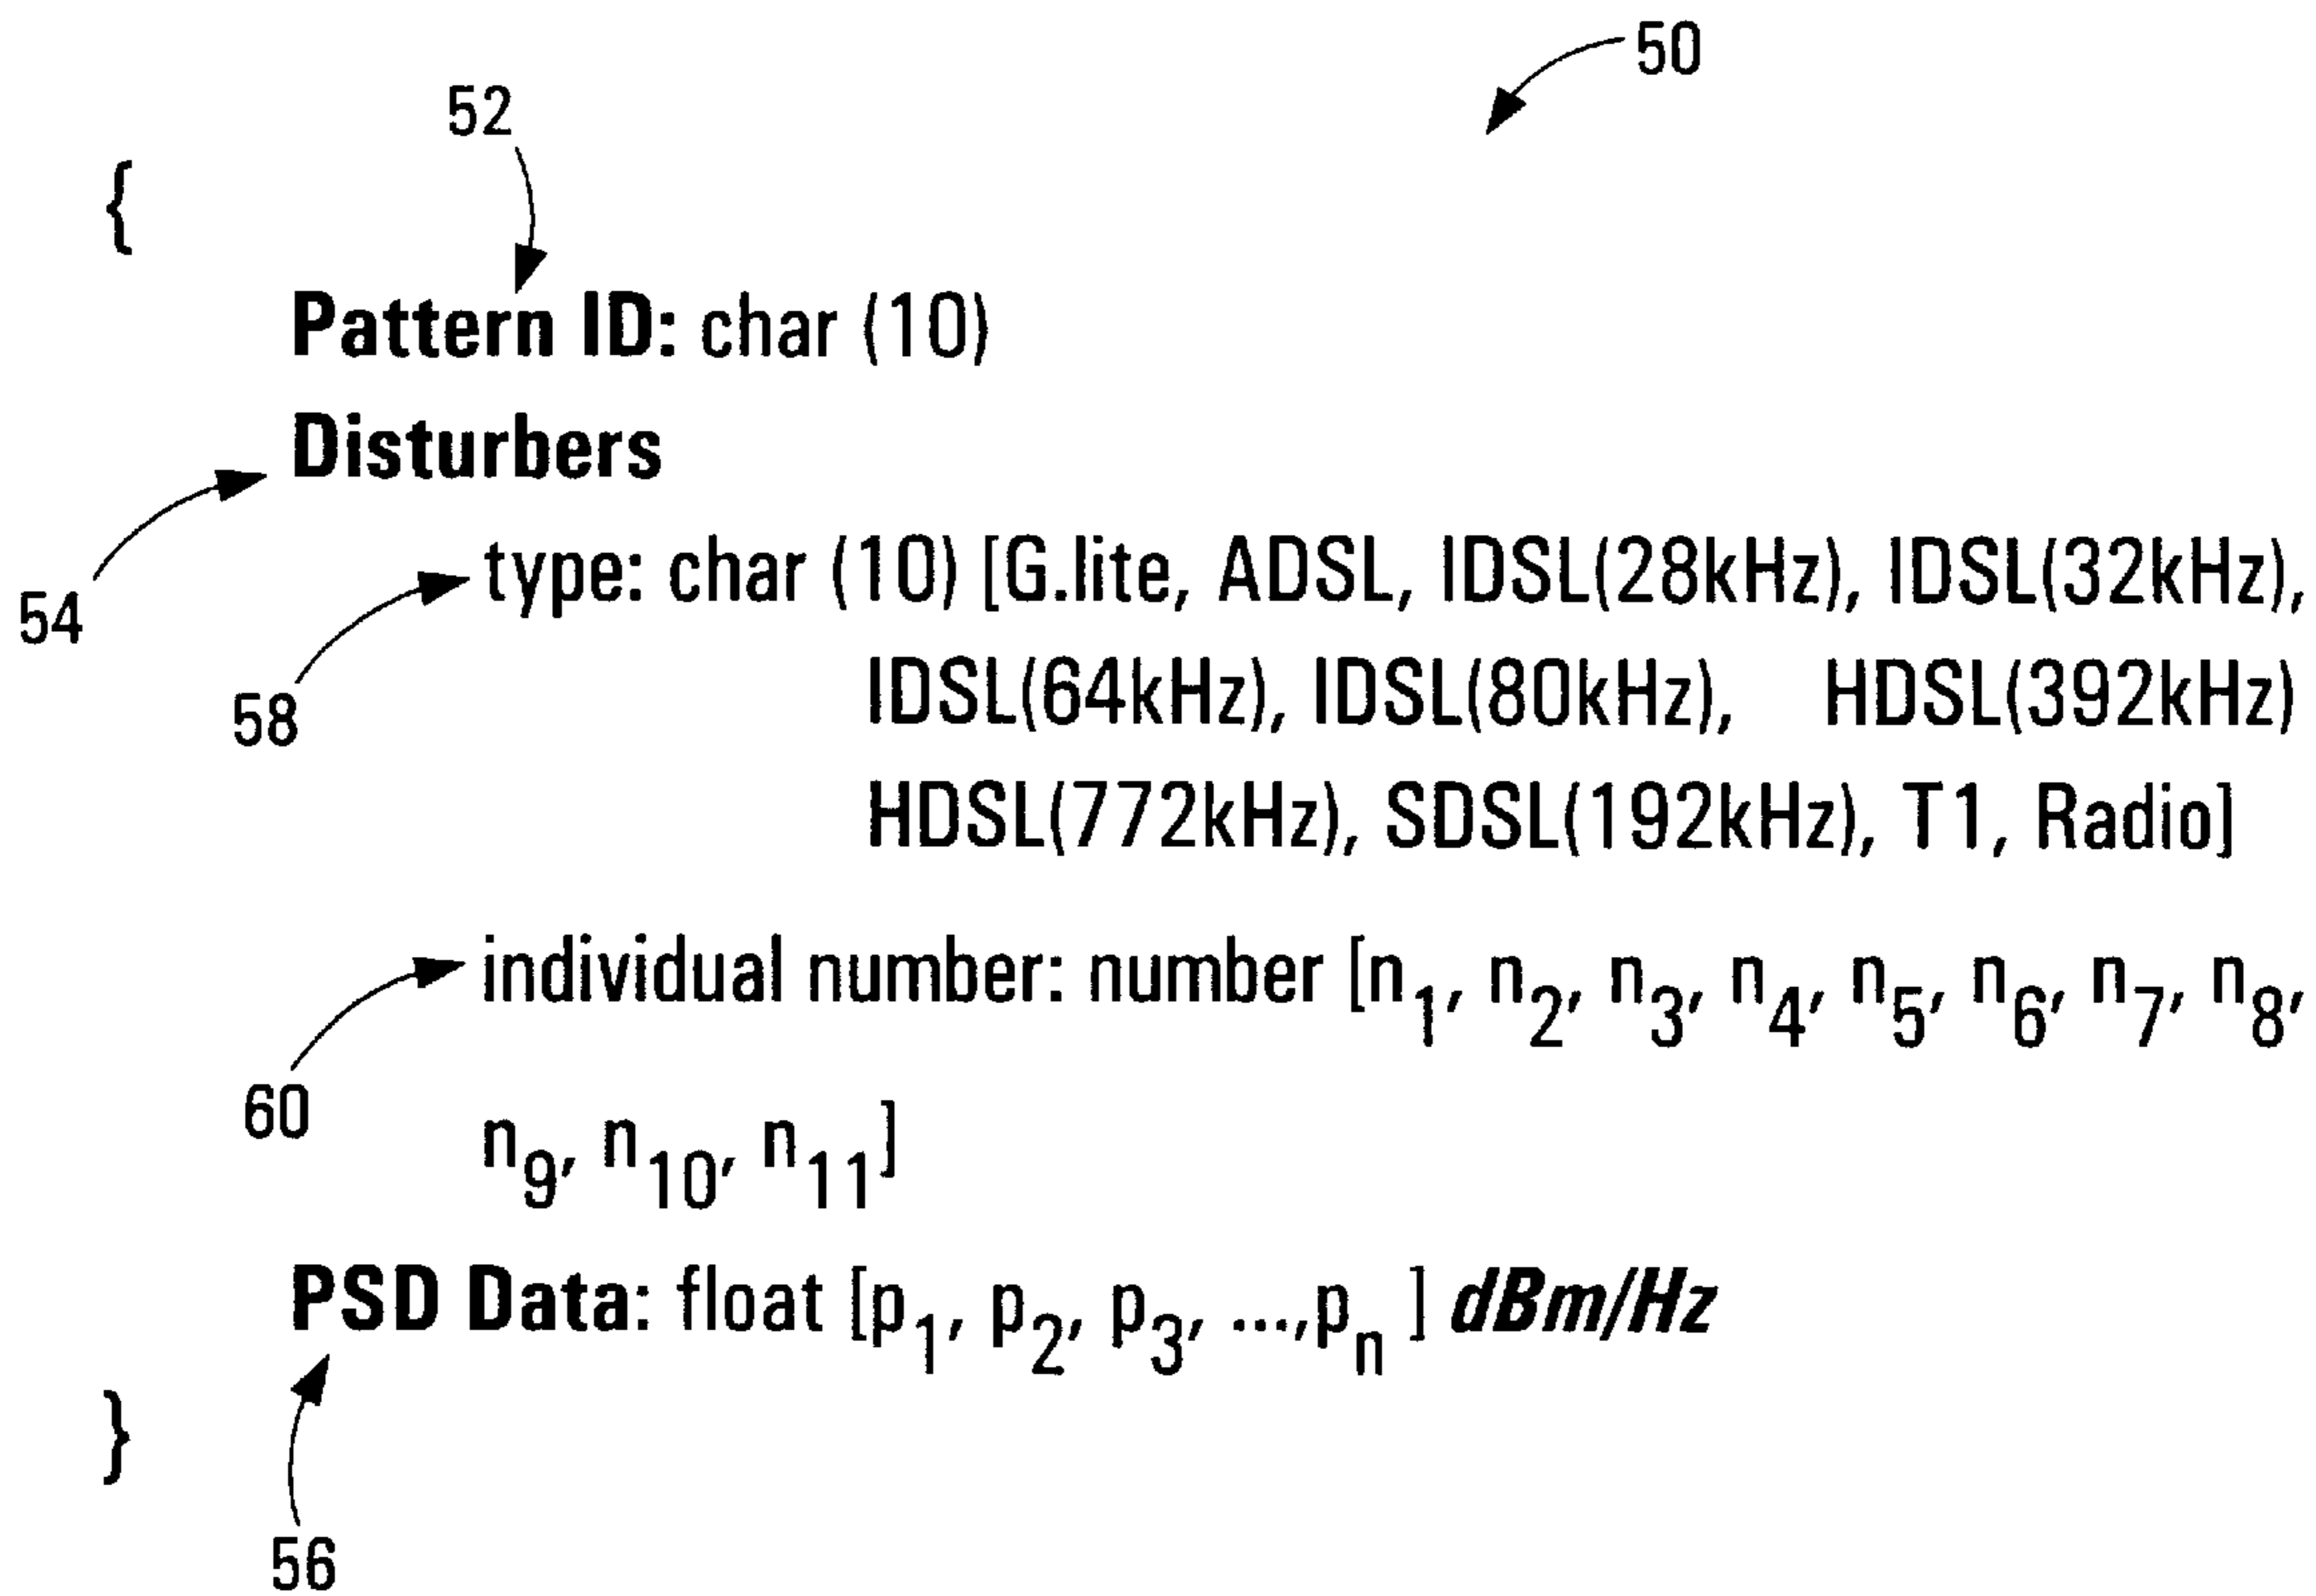 50
52
{
Pattern ID: char (10)
Disturbers
54
type: char (10) [G.lite, ADSL, IDSL(28kHz), IDSL(32kHz),
IDSL(64kHz), IDSL(80kHz), HDSL(392kHz)
58
HDSL(772kHz), SDSL(192kHz), T1, Radio]
individual number: number [n1, n2, n3, n4, n5, n6, n7, n8,
60
n9, n10, n11]
PSD Data: float [p1, p2, p3, ...,pn ] dBm/Hz
}
56